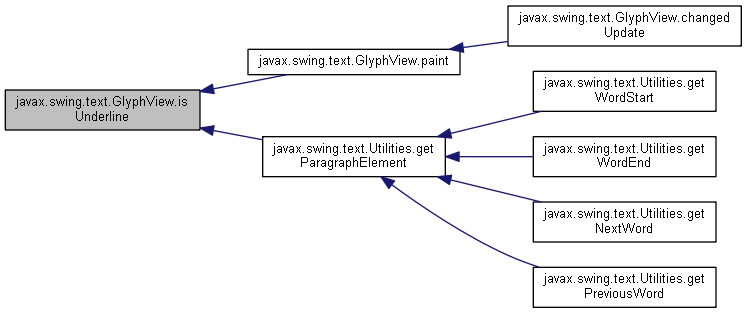 javax.swing.text.GlyphView.is
Underline
javax.swing.text.GlyphView.paint
javax.swing.text.GlyphView.changed
Update
javax.swing.text.Utilities.get
ParagraphElement
javax.swing.text.Utilities.get
WordStart
javax.swing.text.Utilities.get
WordEnd
javax.swing.text.Utilities.get
NextWord
javax.swing.text.Utilities.get
PreviousWord